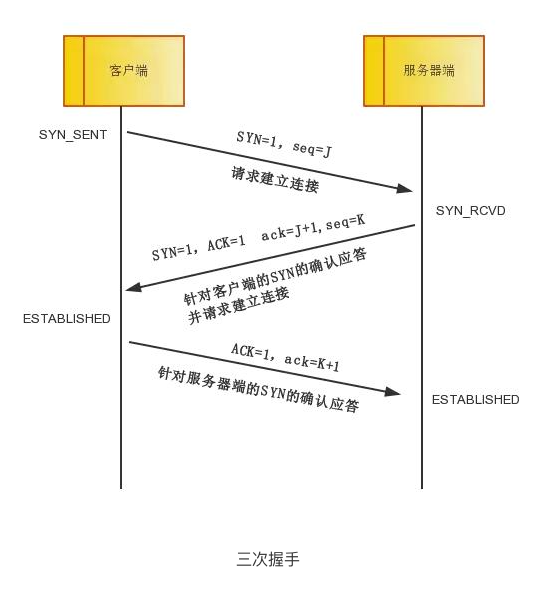 客户端
服务器端
SYN_SENT
SYN=1, seq=J
请求建立连接
SYN_RCVD
SYN=1, ACK=1 ack=J+1,seq=K
针对客户端的SYN的确认应答
并请求建立连接
ESTABLISHED
ACK=1, ack=K+1
针对服务器端的SYN的确认应答
ESTABLISHED
三次握手